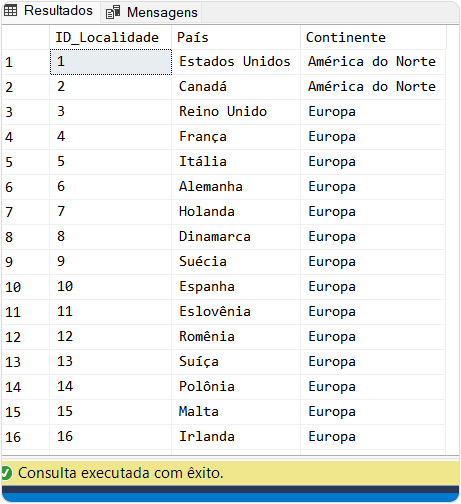 Resultados Mensagens
ID_Localidade País Continente
1 1 Estados Unidos América do Norte
2 2 Canadá América do Norte
3 3 Reino Unido Europa
4 4 França Europa
5 5 Itália Europa
6 6 Alemanha Europa
7 7 Holanda Europa
8 8 Dinamarca Europa
9 9 Suécia Europa
10 10 Espanha Europa
11 11 Eslovênia Europa
12 12 Romênia Europa
13 13 Suíça Europa
14 14 Polônia Europa
15 15 Malta Europa
16 16 Irlanda Europa
Consulta executada com êxito.